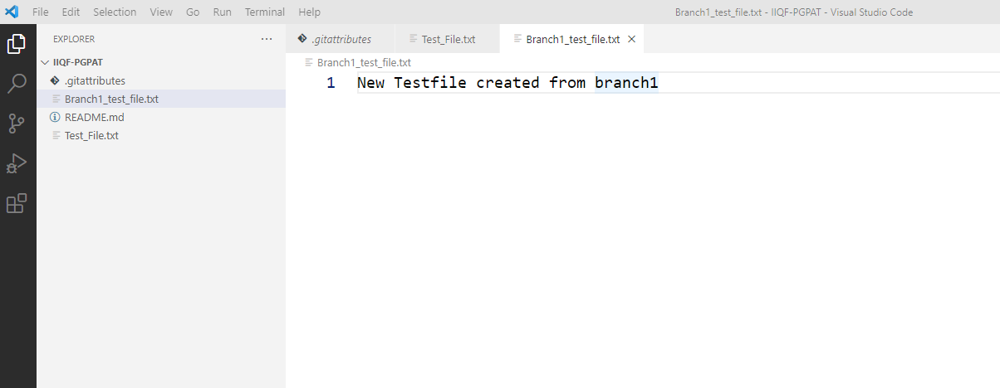 File Edit Selection View Go Run Terminal Help Branch1_test_file.txt - IIQF-PGPAT - Visual Studio Code
EXPLORER ···
IIQF-PGPAT
.gitattributes
Branch1_test_file.txt
README.md
Test_File.txt
.gitattributes Test_File.txt Branch1_test_file.txt
Branch1_test_file.txt
1 New Testfile created from branch1